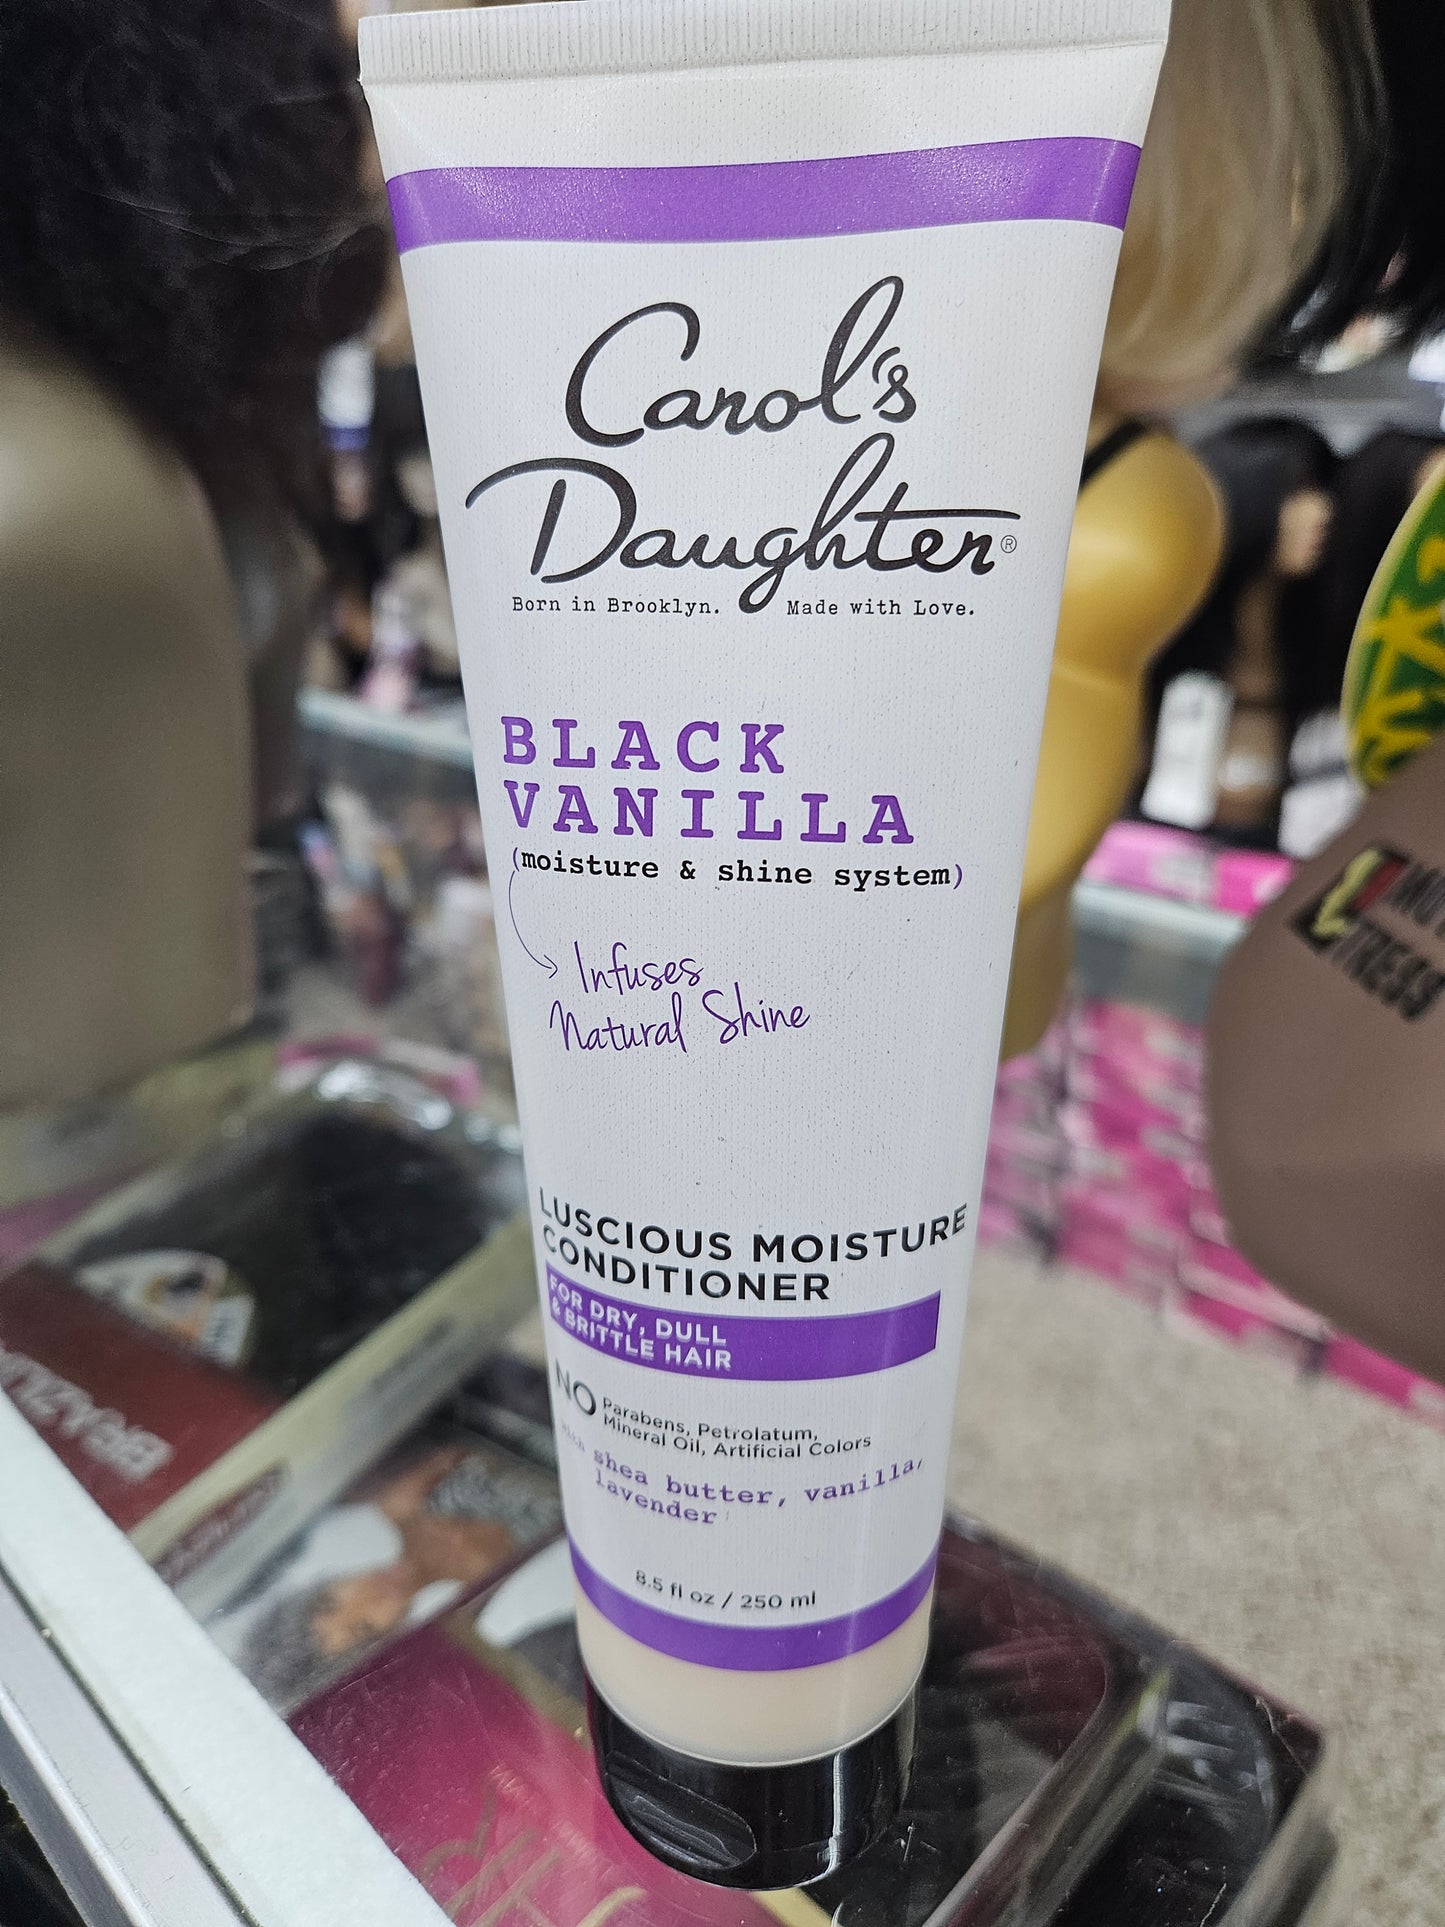 Carol's
Daughter®
Born in Brooklyn. Made with Love.
BLACK
VANILLA
(moisture & shine system)
Infuses
Natural Shine
LUSCIOUS MOISTURE
CONDITIONER
FOR DRY, DULL
& BRITTLE HAIR
NO Parabens, Petrolatum,
Mineral Oil, Artificial Colors
with shea butter, vanilla,
lavender
8.5 fl oz / 250 ml
TRESS